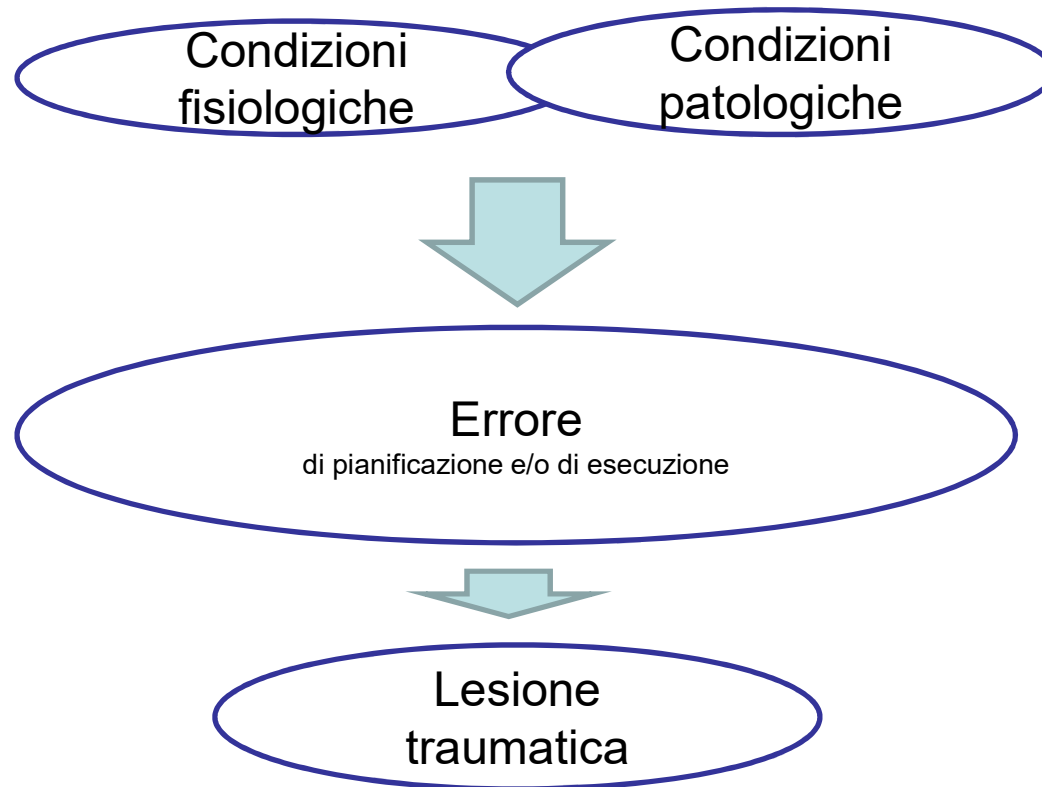 Condizioni
fisiologiche
Condizioni
patologiche
Errore
di pianificazione e/o di esecuzione
Lesione
traumatica